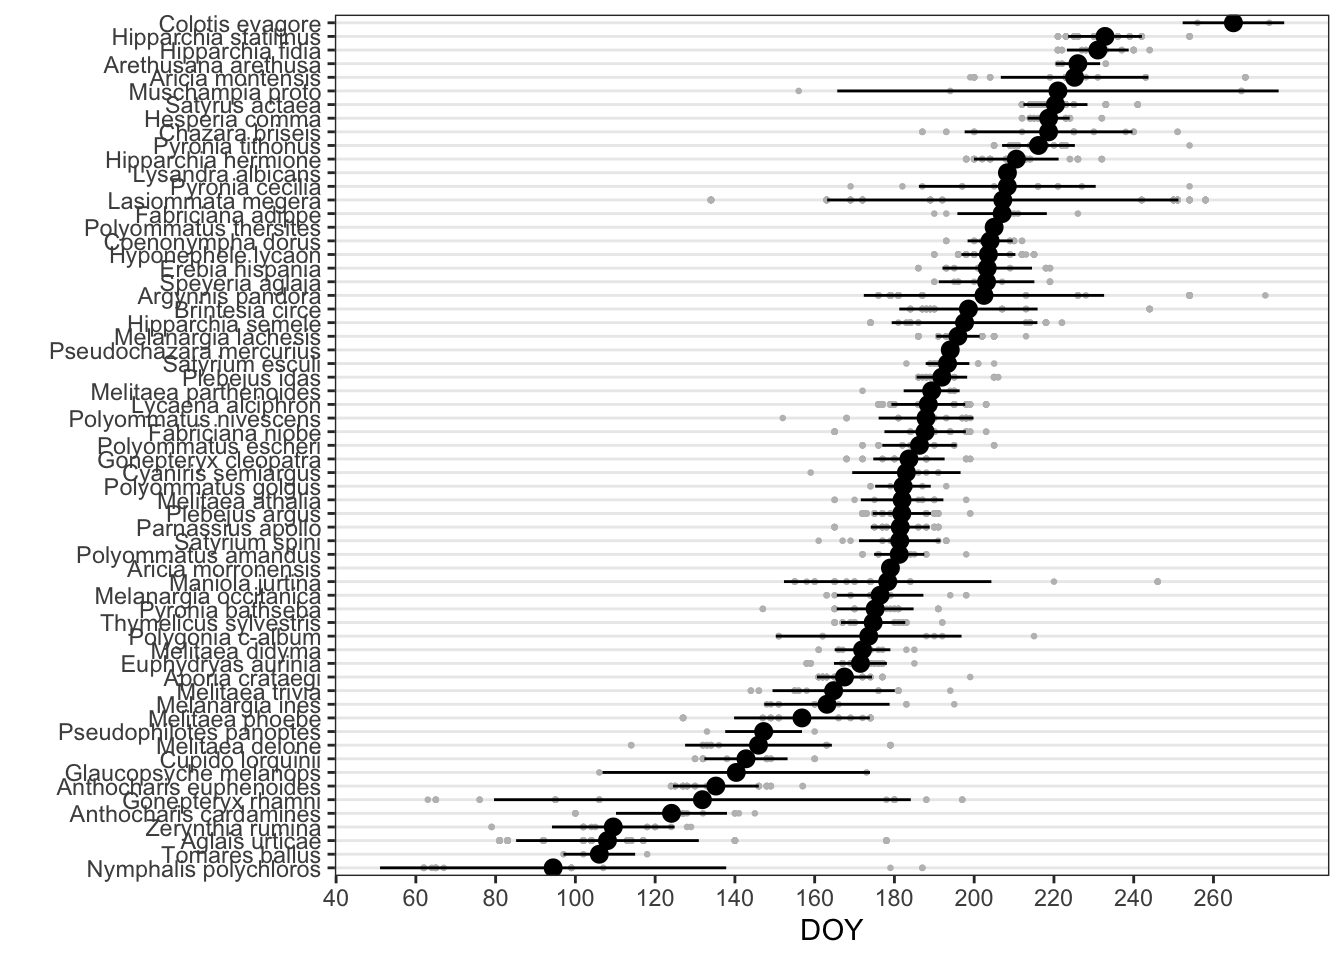 Colotis evagore
Hipparchia statilinus
Hipparchia fidia
Arethusana arethusa
Aricia montensis
Muschampia proto
Satyrus actaea
Hesperia comma
Chazara briseis
Pyronia tithonus
Hipparchia hermione
Lysandra albicans
Pyronia cecilia
Lasiommata megera
Fabriciana adippe
Polyommatus thersites
Coenonympha dorus
Hyponephele lycaon
Erebia hispania
Speyeria aglaja
Argynnis pandora
Brintesia circe
Hipparchia semele
Melanargia lachesis
Pseudochazara mercurius
Satyrium esculi
Plebejus idas
Melitaea parthenoides
Lycaena alciphron
Polyommatus nivescens
Fabriciana niobe
Polyommatus escheri
Gonepteryx cleopatra
Cyaniris semiargus
Polyommatus golgus
Melitaea athalia
Plebejus argus
Parnassius apollo
Satyrium spini
Polyommatus amandus
Aricia morronensis
Maniola jurtina
Melanargia occitanica
Pyronia bathseba
Thymelicus sylvestris
Polygonia c-album
Melitaea didyma
Euphydryas aurinia
Aporia crataegi
Melitaea trivia
Melanargia ines
Melitaea phoebe
Pseudophilotes panoptes
Melitaea deione
Cupido lorquinii
Glaucopsyche melanops
Anthocharis euphenoides
Gonepteryx rhamni
Anthocharis cardamines
Zerynthia rumina
Aglais urticae
Tomares ballus
Nymphalis polychloros
40 60 80 100 120 140 160 180 200 220 240 260
DOY